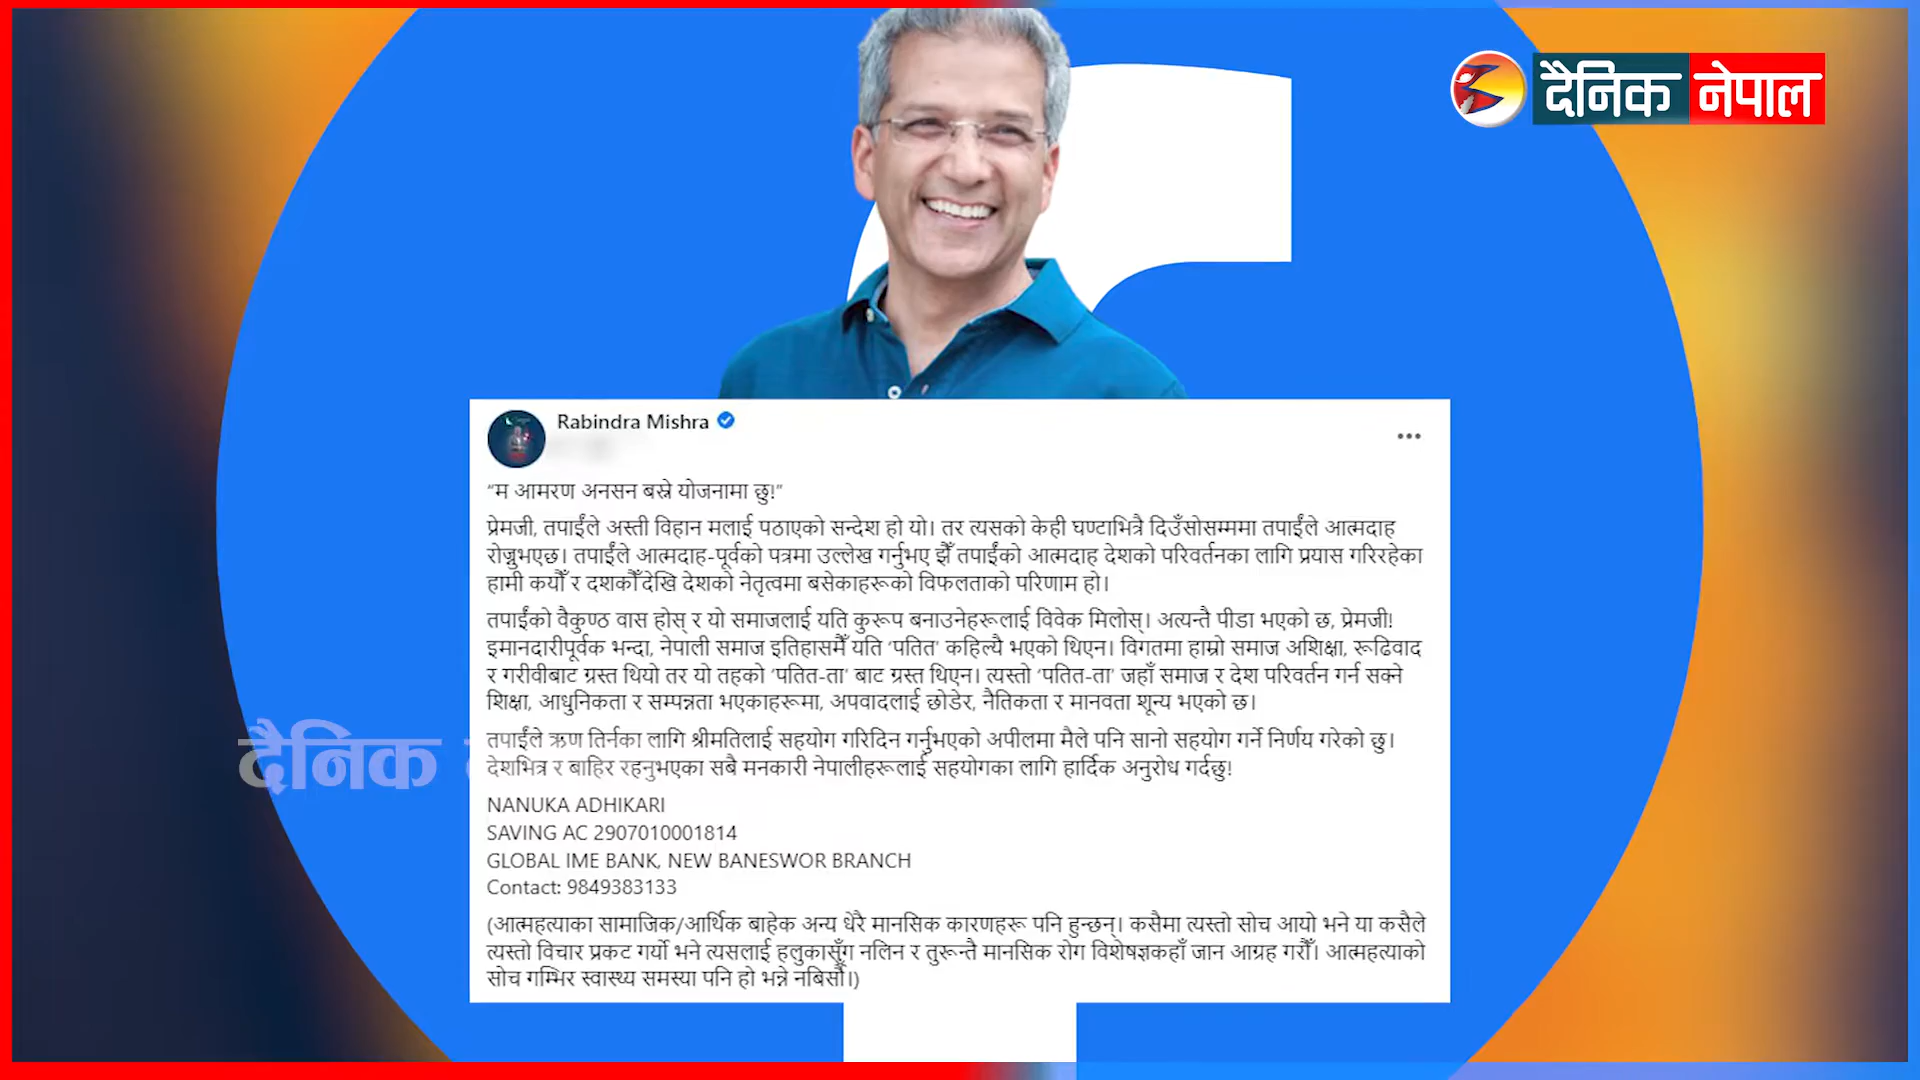 दैनिक नेपाल
Rabindra Mishra
“म आमरण अनसन बस्ने योजनामा छु!”
प्रेमजी, तपाईंले अस्ती विहान मलाई पठाएको सन्देश हो यो। तर त्यसको केही घण्टाभित्रै दिउँसोसम्ममा तपाईंले आत्मदाह
रोज्नुभएछ। तपाईंले आत्मदाह-पूर्वको पत्रमा उल्लेख गर्नुभए झैँ तपाईंको आत्मदाह देशको परिवर्तनका लागि प्रयास गरिरहेका
हामी कयौँ र दशकौँदेखि देशको नेतृत्वमा बसेकाहरूको विफलताको परिणाम हो।
तपाईंको वैकुण्ठ वास होस् र यो समाजलाई यति कुरूप बनाउनेहरूलाई विवेक मिलोस्। अत्यन्तै पीडा भएको छ, प्रेमजी!
इमानदारीपूर्वक भन्दा, नेपाली समाज इतिहासमैँ यति ‘पतित’ कहिल्यै भएको थिएन। विगतमा हाम्रो समाज अशिक्षा, रूढिवाद
र गरीवीबाट ग्रस्त थियो तर यो तहको ‘पतित-ता’ बाट ग्रस्त थिएन। त्यस्तो ‘पतित-ता’ जहाँ समाज र देश परिवर्तन गर्न सक्ने
शिक्षा, आधुनिकता र सम्पन्नता भएकाहरूमा, अपवादलाई छोडेर, नैतिकता र मानवता शून्य भएको छ।
तपाईंले ऋण तिर्नका लागि श्रीमतिलाई सहयोग गरिदिन गर्नुभएको अपीलमा मैले पनि सानो सहयोग गर्ने निर्णय गरेको छु।
देशभित्र र बाहिर रहनुभएका सबै मनकारी नेपालीहरूलाई सहयोगका लागि हार्दिक अनुरोध गर्दछु!
दैनिक
NANUKA ADHIKARI
SAVING AC 2907010001814
GLOBAL IME BANK, NEW BANESWOR BRANCH
Contact: 9849383133
(आत्महत्याका सामाजिक/आर्थिक बाहेक अन्य धेरै मानसिक कारणहरू पनि हुन्छन्। कसैमा त्यस्तो सोच आयो भने या कसैले
त्यस्तो विचार प्रकट गर्यो भने त्यसलाई हलुकासुँग नलिन र तुरून्तै मानसिक रोग विशेषज्ञकहाँ जान आग्रह गरौँ। आत्महत्याको
सोच गम्भिर स्वास्थ्य समस्या पनि हो भन्ने नबिर्सौँ।)